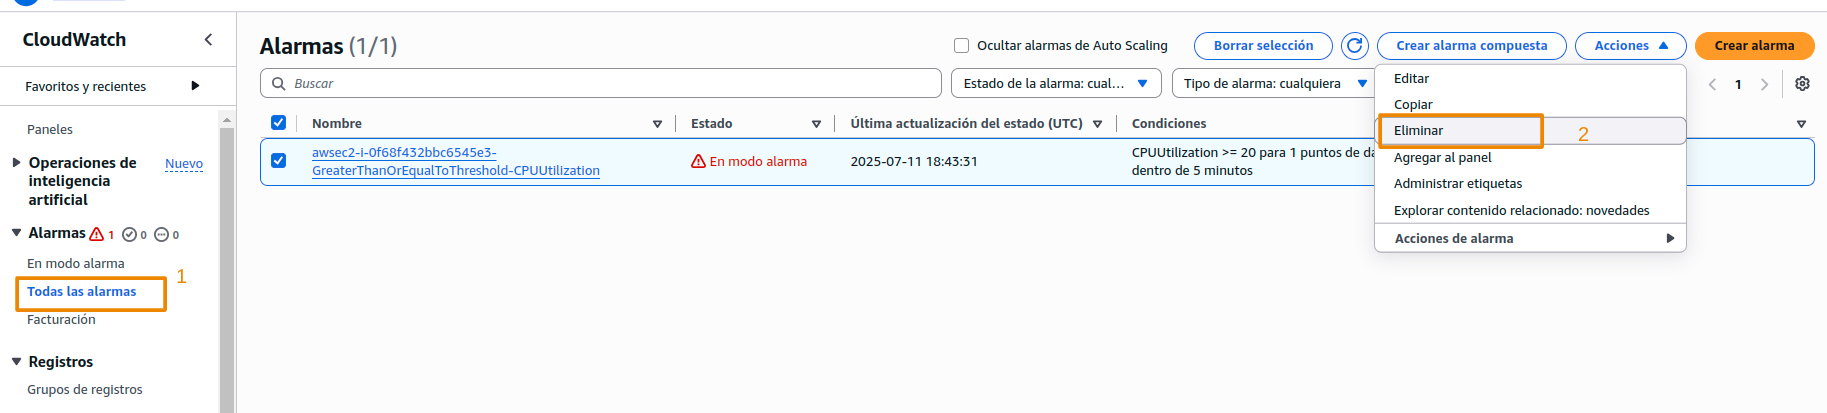 CloudWatch
Favoritos y recientes
Paneles
Operaciones de inteligencia artificial
Nuevo
Alarmas 1 0 0
En modo alarma
Todas las alarmas
1
Facturación
Registros
Grupos de registros
Alarmas (1/1)
Ocultar alarmas de Auto Scaling
Borrar selección
Crear alarma compuesta
Acciones
Crear alarma
Buscar
Estado de la alarma: cual...
Tipo de alarma: cualquiera
1
Nombre
Estado
Última actualización del estado (UTC)
Condiciones
awsec2-i-0f68f432bbc6545e3-
GreaterThanOrEqualToThreshold-CPUUtilization
En modo alarma
2025-07-11 18:43:31
CPUUtilization >= 20 para 1 puntos de da
dentro de 5 minutos
Editar
Copiar
Eliminar
2
Agregar al panel
Administrar etiquetas
Explorar contenido relacionado: novedades
Acciones de alarma